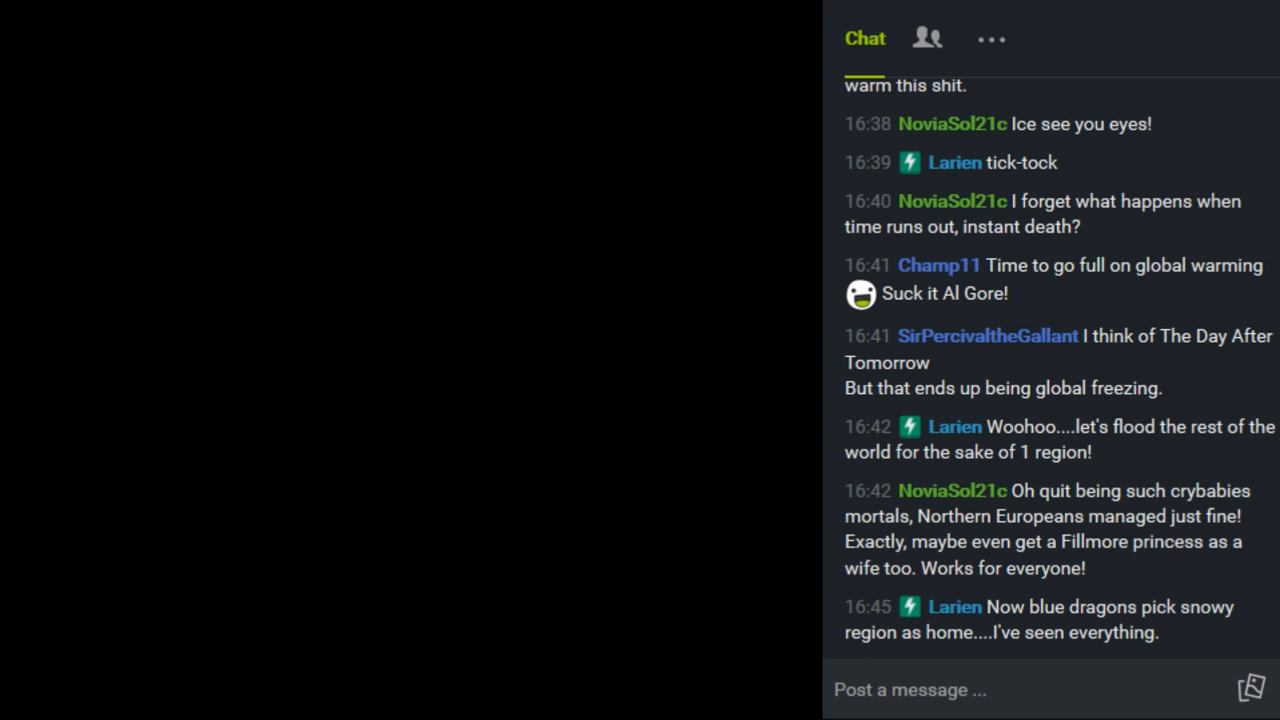 Chat
warm this shit.
16:38 NoviaSol21c Ice see you eyes!
16:39 Larien tick-tock
16:40 NoviaSol21c I forget what happens when
time runs out, instant death?
16:41 Champ11 Time to go full on global warming
Suck it Al Gore!
16:41 SirPercivaltheGallant I think of The Day After
Tomorrow
But that ends up being global freezing.
16:42 Larien Woohoo....let's flood the rest of the
world for the sake of 1 region!
16:42 NoviaSol21c Oh quit being such crybabies
mortals, Northern Europeans managed just fine!
Exactly, maybe even get a Fillmore princess as a
wife too. Works for everyone!
16:45 Larien Now blue dragons pick snowy
region as home....I've seen everything.
Post a message ...